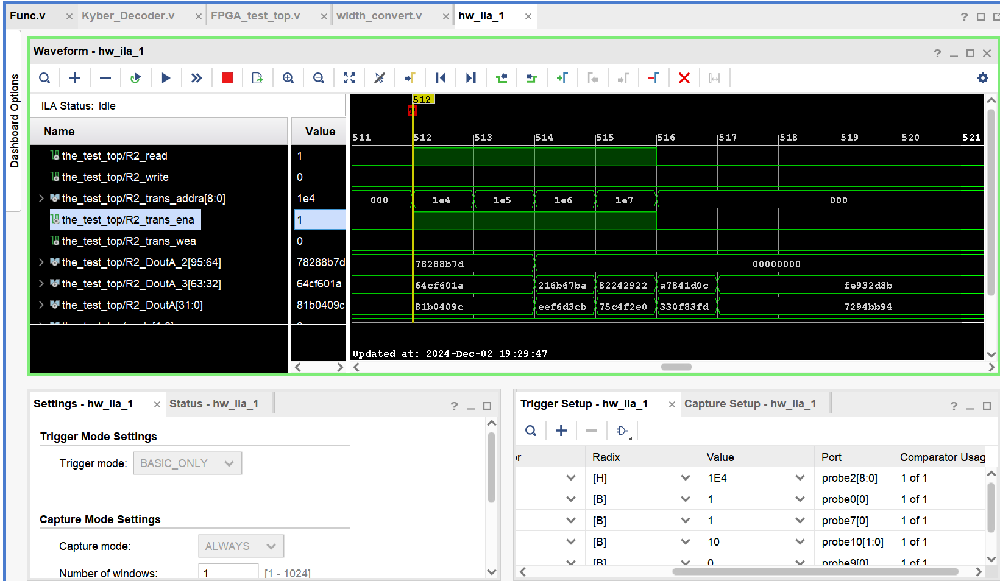 Func.v Kyber_Decoder.v FPGA_test_top.v width_convert.v hw_ila_1 ?
Dashboard Options
Waveform - hw_ila_1 ?
ILA Status: Idle
Name Value
the_test_top/R2_read 1
the_test_top/R2_write 0
the_test_top/R2_trans_addra[8:0] 1e4
the_test_top/R2_trans_ena 1
the_test_top/R2_trans_wea 0
the_test_top/R2_DoutA_2[95:64] 78288b7d
the_test_top/R2_DoutA_3[63:32] 64cf601a
the_test_top/R2_DoutA[31:0] 81b0409c
512
511 512 513 514 515 516 517 518 519 520 521
000 1e4 1e5 1e6 1e7 000
78288b7d 00000000
64cf601a 216b67ba 82242922 a7841d0c fe932d8b
81b0409c eef6d3cb 75c4f2e0 330f83fd 7294bb94
Updated at: 2024-Dec-02 19:29:47
Settings - hw_ila_1 Status - hw_ila_1 ?
Trigger Mode Settings
Trigger mode: BASIC_ONLY
Capture Mode Settings
Capture mode: ALWAYS
Number of windows: 1 [1 - 1024]
Trigger Setup - hw_ila_1 Capture Setup - hw_ila_1 ?
Radix Value Port Comparator Usag
[H] 1E4 probe2[8:0] 1 of 1
[B] 1 probe0[0] 1 of 1
[B] 1 probe7[0] 1 of 1
[B] 10 probe10[1:0] 1 of 1
[B] 0 probe9[0] 1 of 1